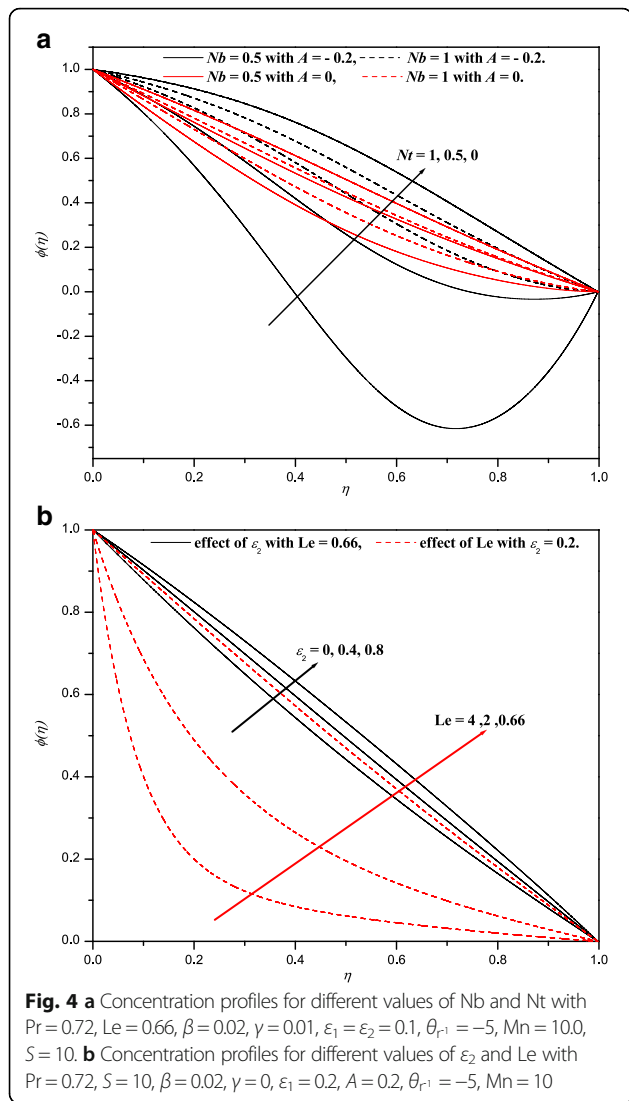 a
Nb = 0.5 with A = - 0.2, Nb = 1 with A = - 0.2.
Nb = 0.5 with A = 0, Nb = 1 with A = 0.
1.0
0.8
0.6
0.4
0.2
0.0
-0.2
-0.4
-0.6
ϕ(η)
Nt = 1, 0.5, 0
0.0 0.2 0.4 0.6 0.8 1.0
η
b
effect of ε₂ with Le = 0.66, effect of Le with ε₂ = 0.2.
1.0
0.8
0.6
0.4
0.2
0.0
ϕ(η)
ε₂ = 0, 0.4, 0.8
Le = 4 ,2 ,0.66
0.0 0.2 0.4 0.6 0.8 1.0
η
Fig. 4 a Concentration profiles for different values of Nb and Nt with
Pr = 0.72, Le = 0.66, β = 0.02, γ = 0.01, ε₁ = ε₂ = 0.1, θr⁻¹ = −5, Mn = 10.0,
S = 10. b Concentration profiles for different values of ε₂ and Le with
Pr = 0.72, S = 10, β = 0.02, γ = 0, ε₁ = 0.2, A = 0.2, θr⁻¹ = −5, Mn = 10